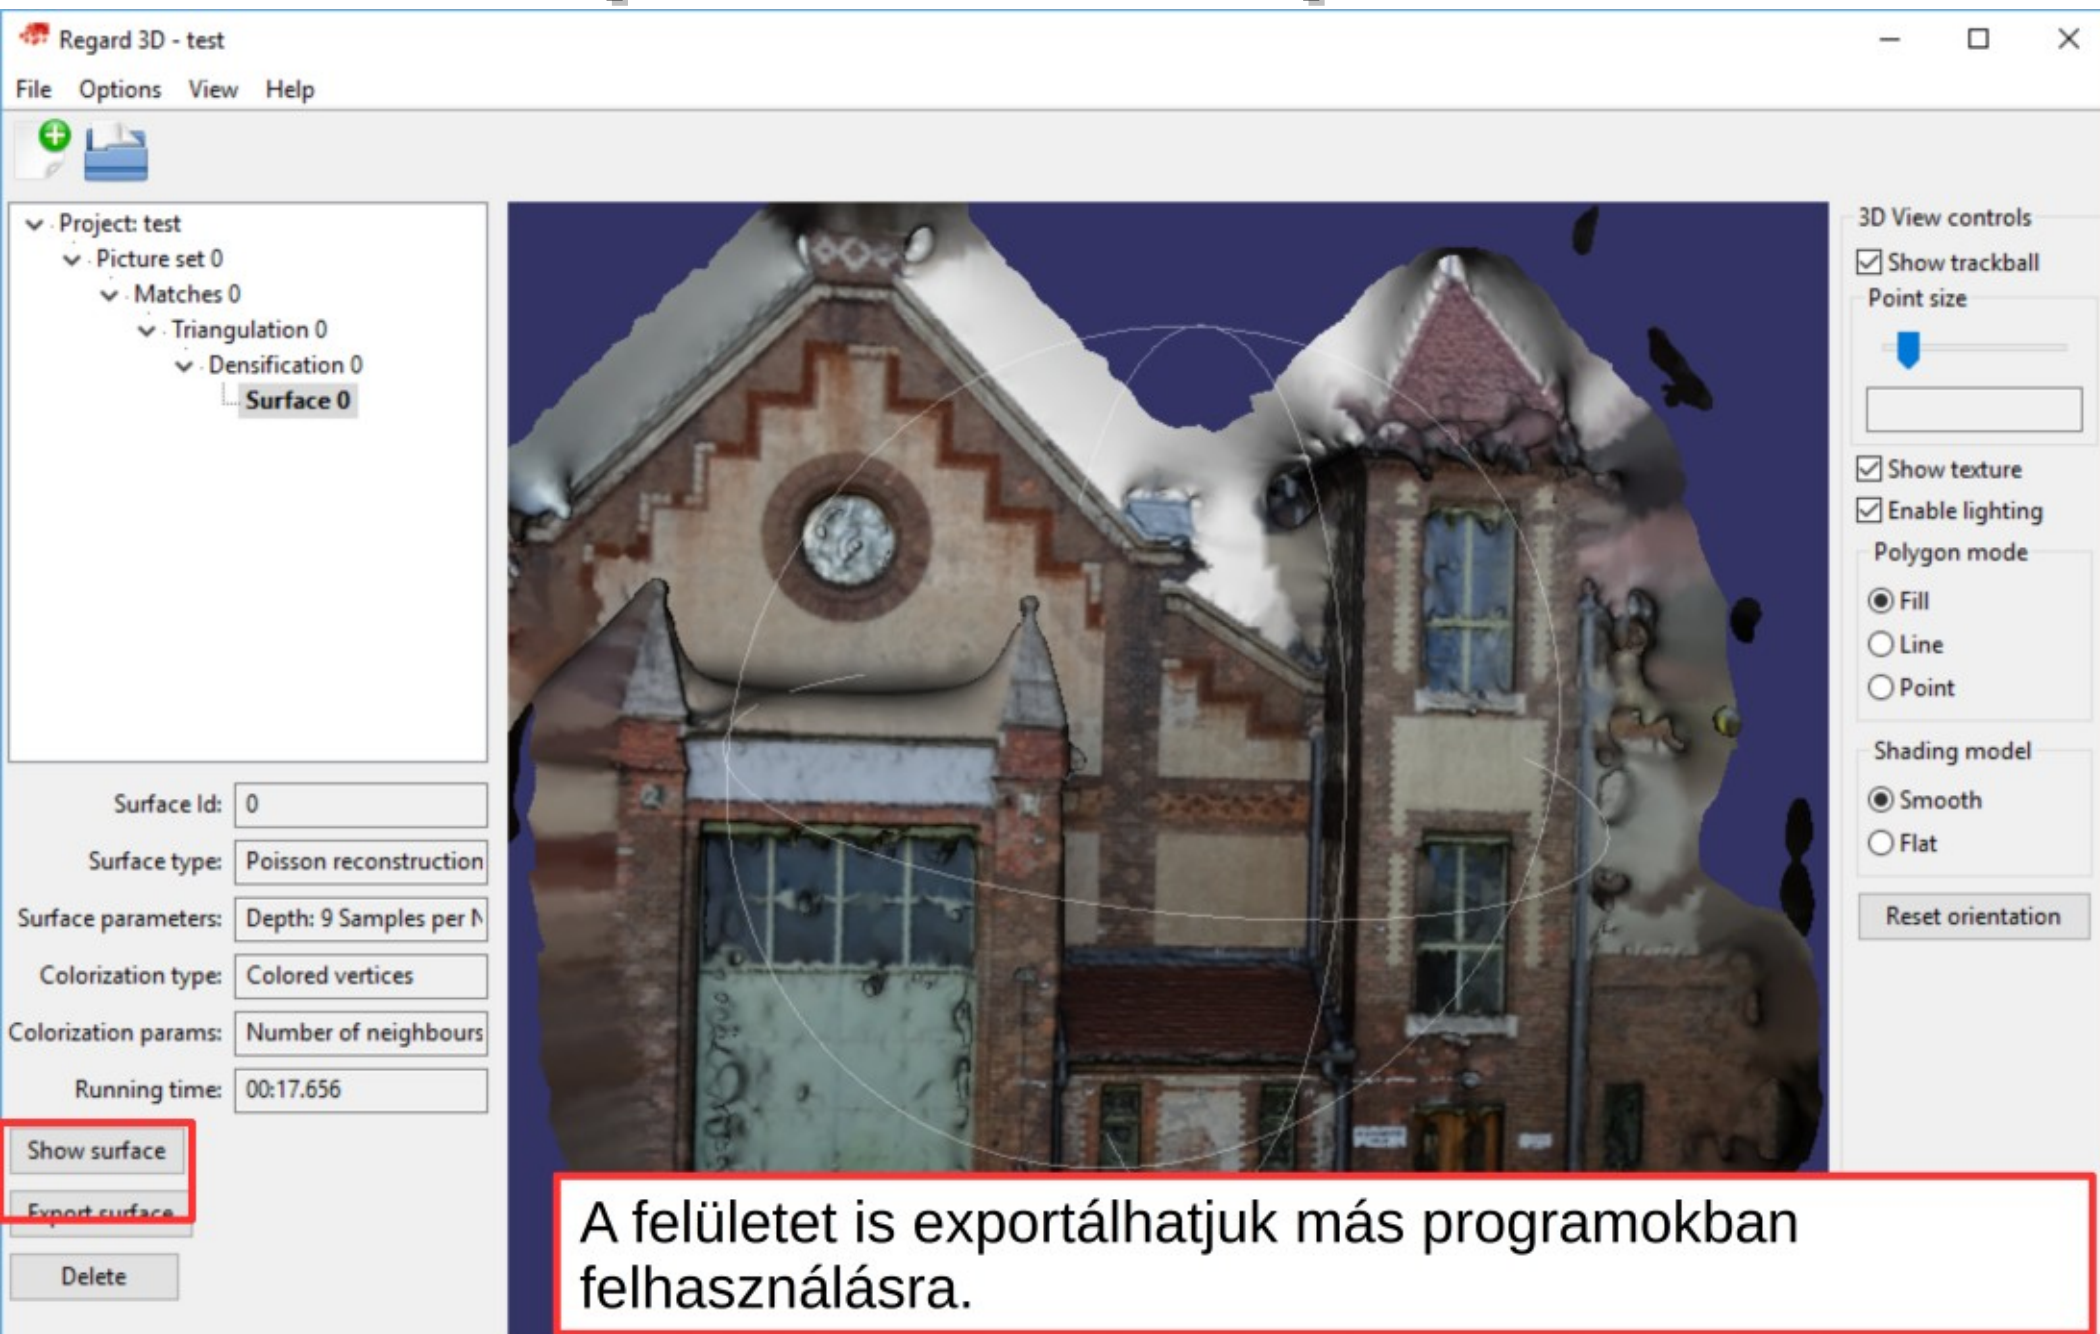 Regard 3D - test
File Options View Help
Project: test
Picture set 0
Matches 0
Triangulation 0
Densification 0
Surface 0
Surface Id: 0
Surface type: Poisson reconstruction
Surface parameters: Depth: 9 Samples per N
Colorization type: Colored vertices
Colorization params: Number of neighbours
Running time: 00:17.656
Show surface
Export surface
Delete
3D View controls
Show trackball
Point size
Show texture
Enable lighting
Polygon mode
Fill
Line
Point
Shading model
Smooth
Flat
Reset orientation
A felületet is exportálhatjuk más programokban
felhasználásra.